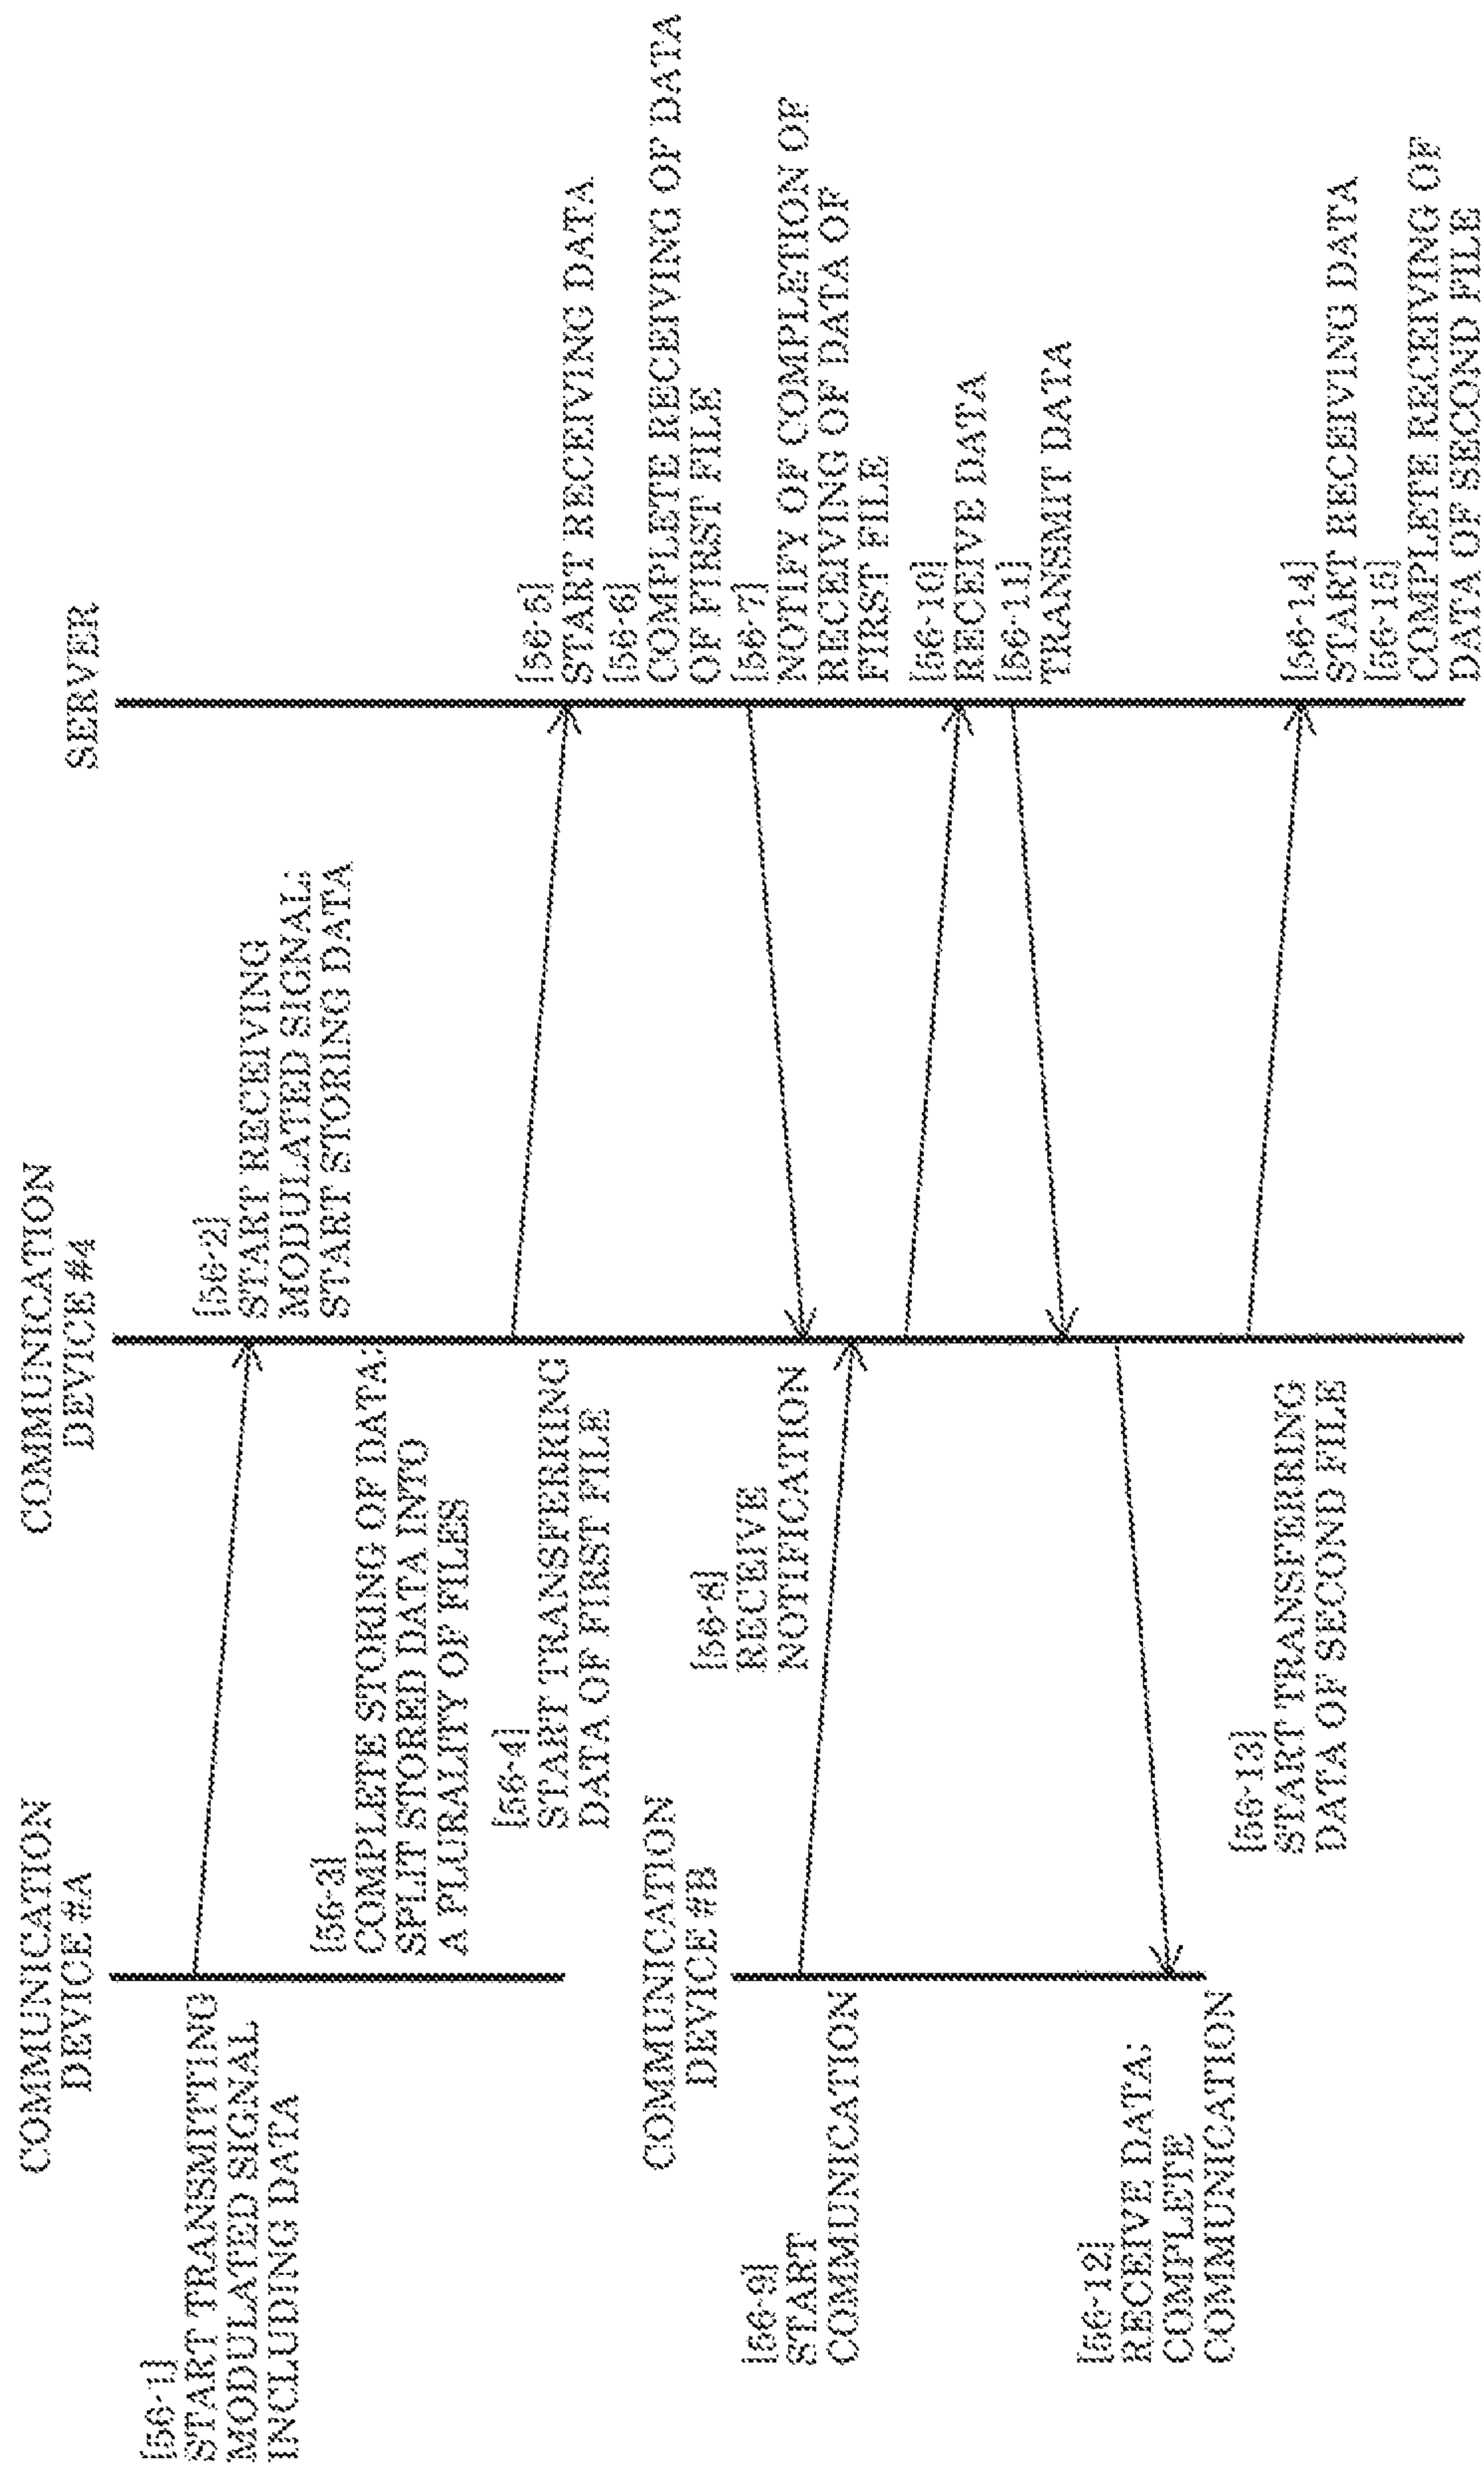 COMMUNICATION
DEVICE #A
COMMUNICATION
DEVICE #4
SERVER
[56-1]
START TRANSMITTING
MODULATED SIGNAL
INCLUDING DATA
[56-2]
START RECEIVING
MODULATED SIGNAL;
START STORING DATA
[56-3]
COMPLETE STORING OF DATA;
SPLIT STORED DATA INTO
A PLURALITY OF FILES
[56-4]
START TRANSFERRING
DATA OF FIRST FILE
[56-5]
START RECEIVING DATA
[56-6]
COMPLETE RECEIVING OF DATA
OF FIRST FILE
[56-7]
NOTIFY OF COMPLETION OF
RECEIVING OF DATA OF
FIRST FILE
COMMUNICATION
DEVICE #B
[56-8]
RECEIVE
NOTIFICATION
[56-9]
START
COMMUNICATION
[56-10]
RECEIVE DATA
[56-11]
TRANSMIT DATA
[56-12]
RECEIVE DATA;
COMPLETE
COMMUNICATION
[56-13]
START TRANSFERRING
DATA OF SECOND FILE
[56-14]
START RECEIVING DATA
[56-15]
COMPLETE RECEIVING OF
DATA OF SECOND FILE